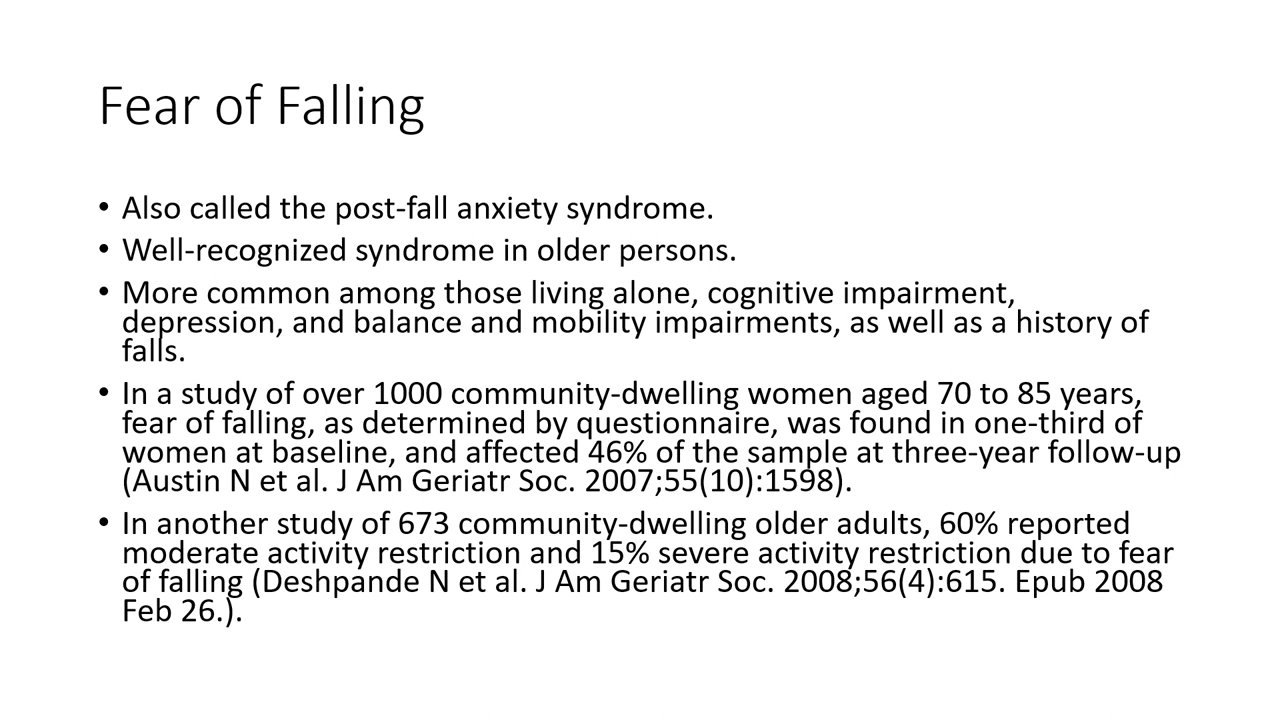 Fear of Falling
• Also called the post-fall anxiety syndrome.
• Well-recognized syndrome in older persons.
• More common among those living alone, cognitive impairment,
depression, and balance and mobility impairments, as well as a history of
falls.
• In a study of over 1000 community-dwelling women aged 70 to 85 years,
fear of falling, as determined by questionnaire, was found in one-third of
women at baseline, and affected 46% of the sample at three-year follow-up
(Austin N et al. J Am Geriatr Soc. 2007;55(10):1598).
• In another study of 673 community-dwelling older adults, 60% reported
moderate activity restriction and 15% severe activity restriction due to fear
of falling (Deshpande N et al. J Am Geriatr Soc. 2008;56(4):615. Epub 2008
Feb 26.).